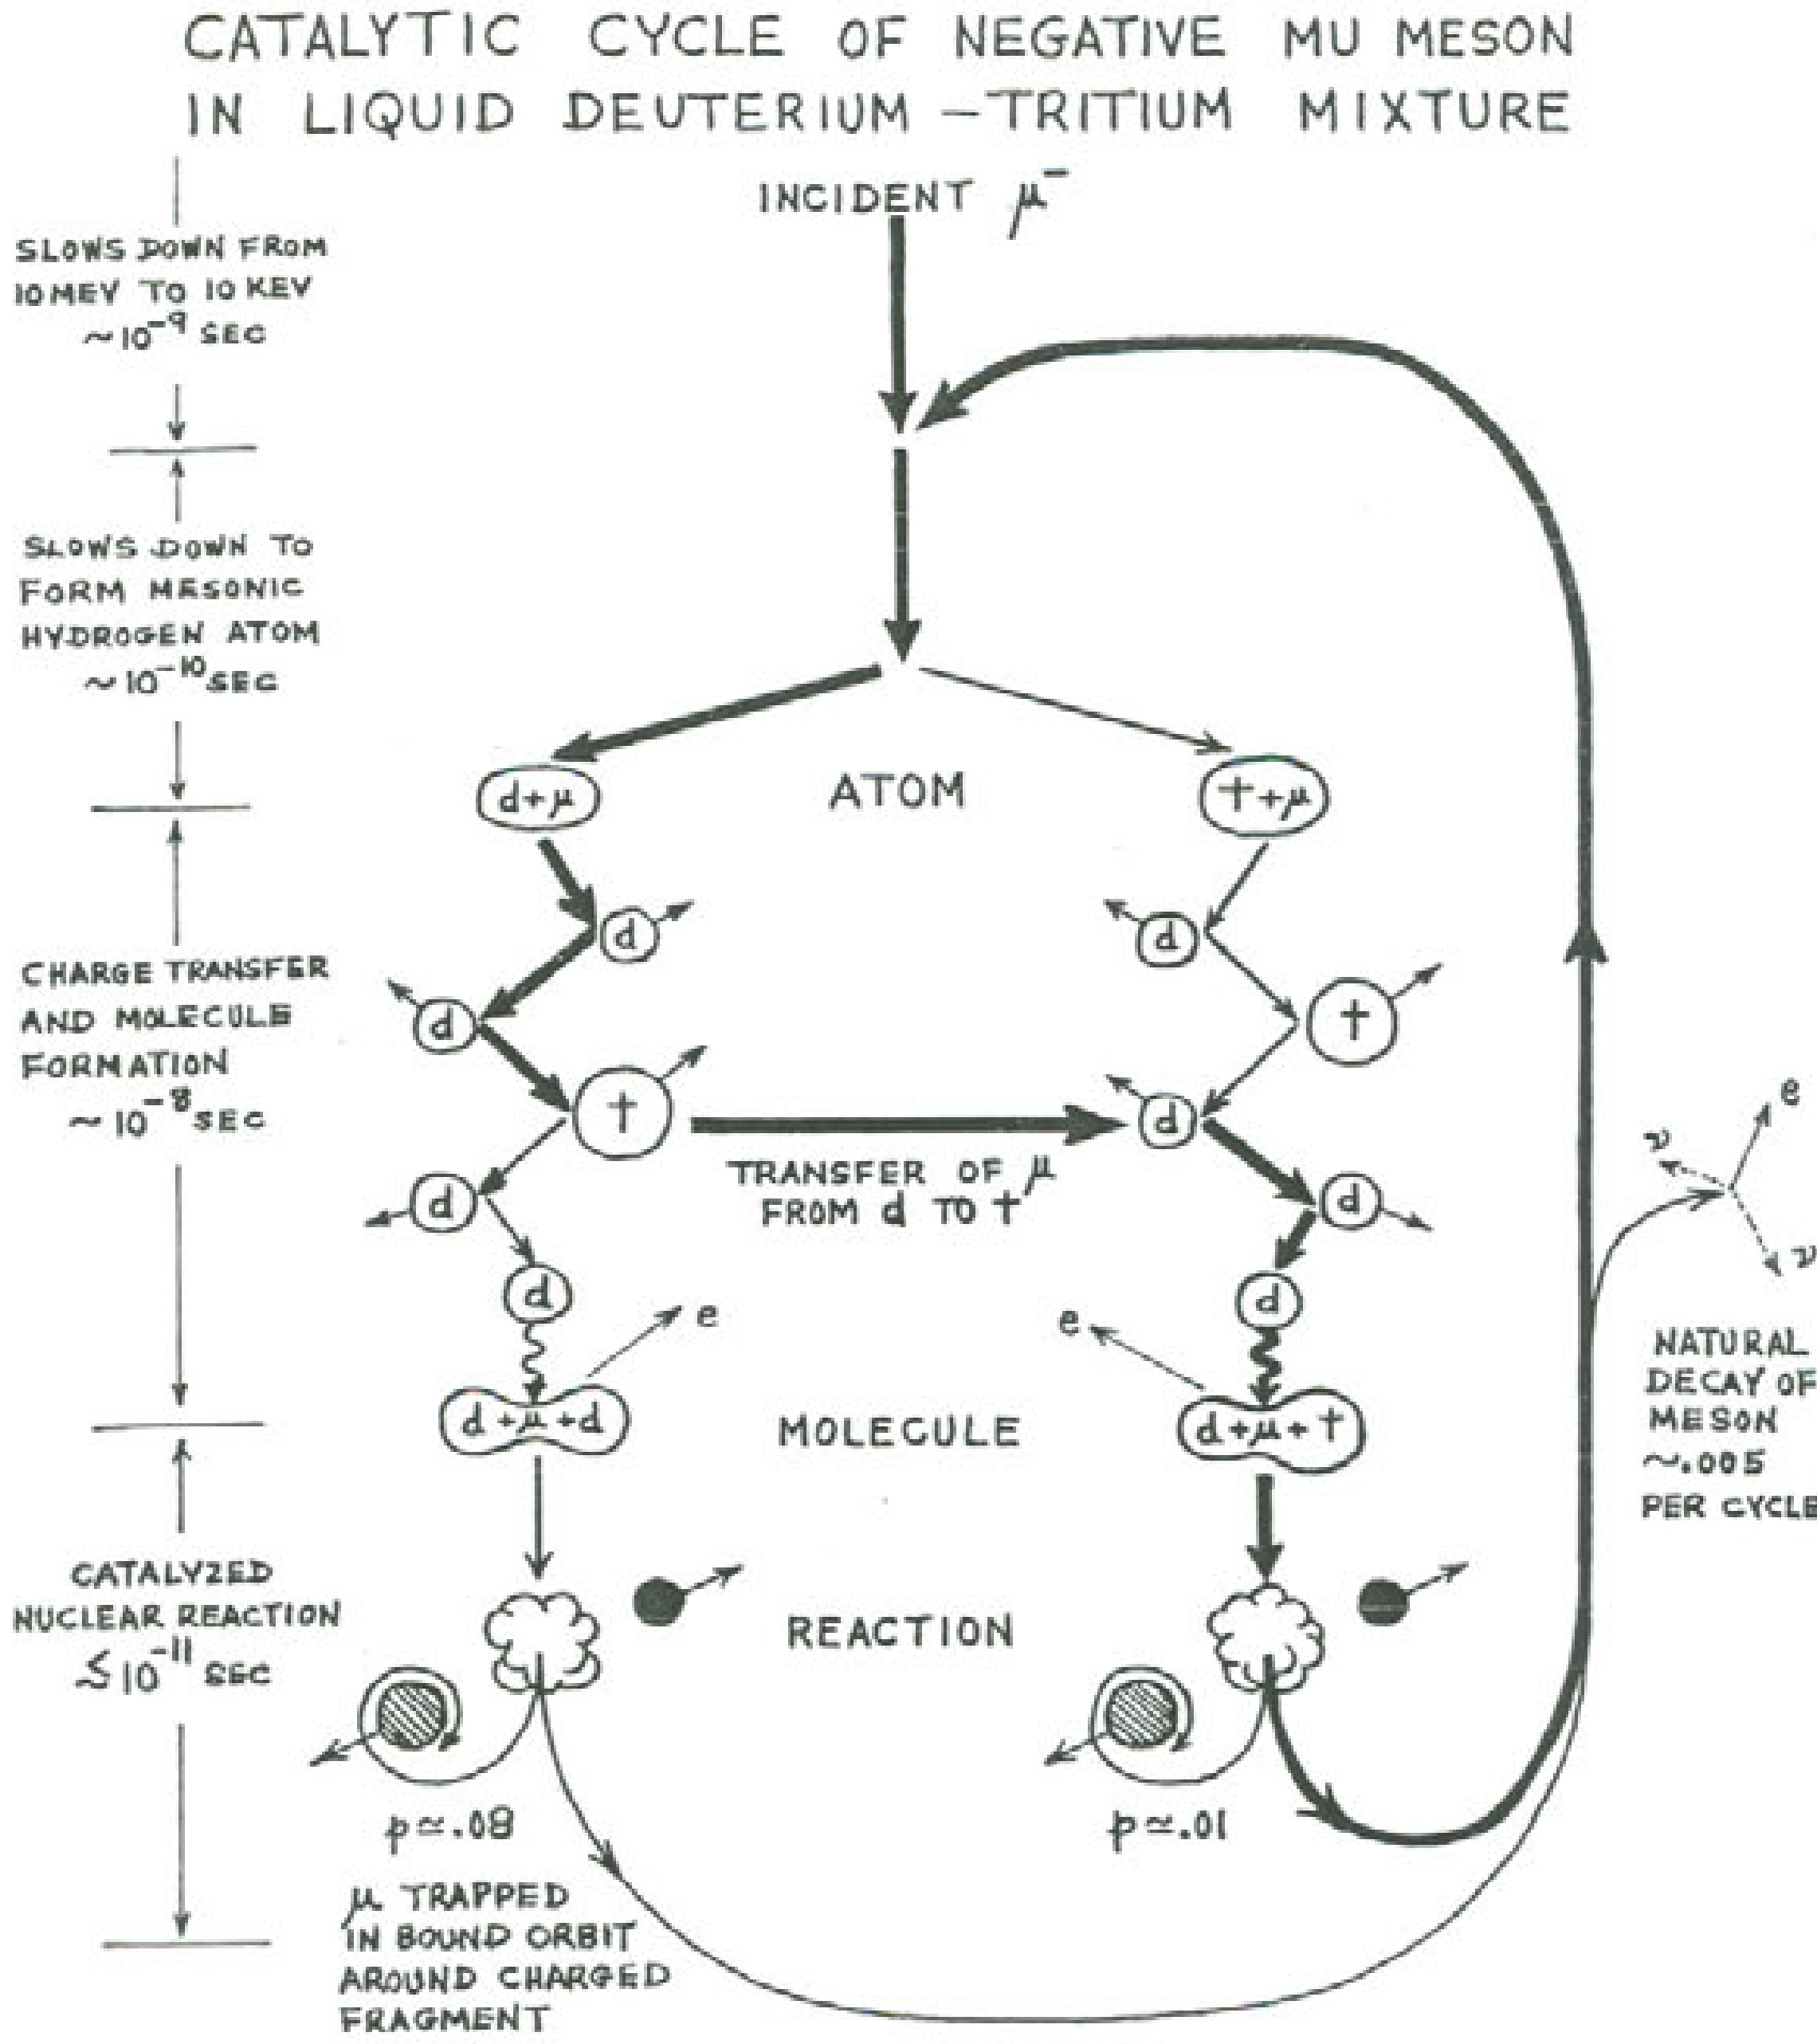 CATALYTIC CYCLE OF NEGATIVE MU MESON
IN LIQUID DEUTERIUM – TRITIUM MIXTURE
INCIDENT μ⁻
SLOWS DOWN FROM
10 MEV TO 10 KEV
~10⁻⁹ SEC
SLOWS DOWN TO
FORM MESONIC
HYDROGEN ATOM
~10⁻¹⁰ SEC
d+μ
ATOM
t+μ
CHARGE TRANSFER
AND MOLECULE
FORMATION
~10⁻⁸ SEC
d
d
d
t
t
d
TRANSFER OF μ
FROM d TO t
d
d
d
d
e
e
d+μ+d
MOLECULE
d+μ+t
e
ν
ν
NATURAL
DECAY OF
MESON
~.005
PER CYCLE
CATALYZED
NUCLEAR REACTION
≲10⁻¹¹ SEC
REACTION
p≃.08
p≃.01
μ TRAPPED
IN BOUND ORBIT
AROUND CHARGED
FRAGMENT